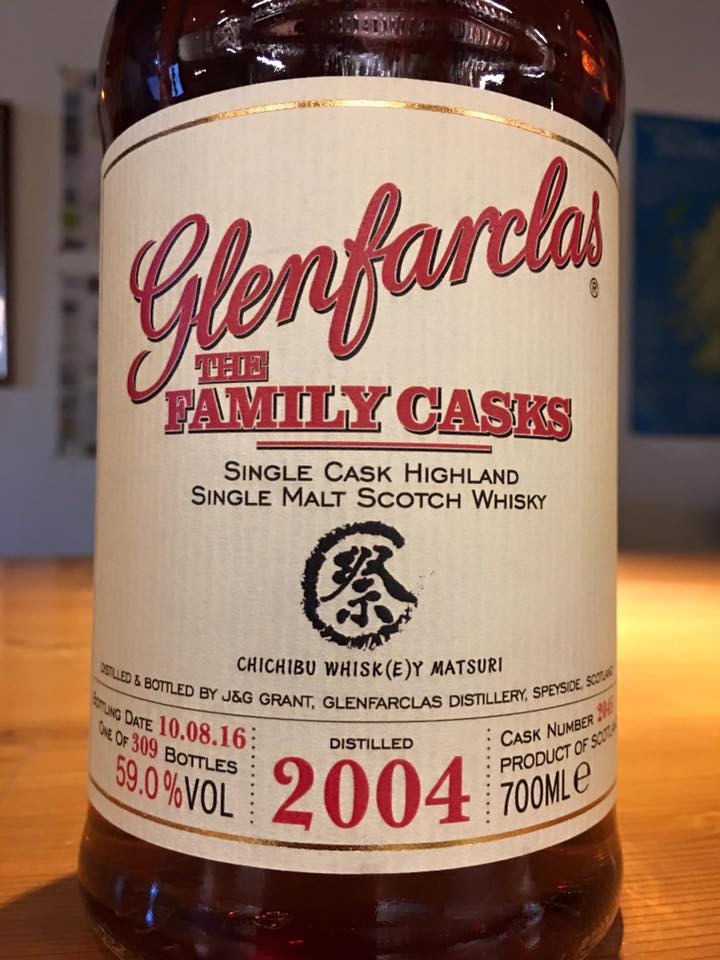 Glenfarclas
®
THE
FAMILY CASKS
SINGLE CASK HIGHLAND
SINGLE MALT SCOTCH WHISKY
祭
CHICHIBU WHISK(E)Y MATSURI
DISTILLED & BOTTLED BY J&G GRANT, GLENFARCLAS DISTILLERY, SPEYSIDE, SCOTLAND
BOTTLING DATE 10.08.16
ONE OF 309 BOTTLES
59.0%VOL
DISTILLED
2004
CASK NUMBER
PRODUCT OF SCOTLAND
700ML e